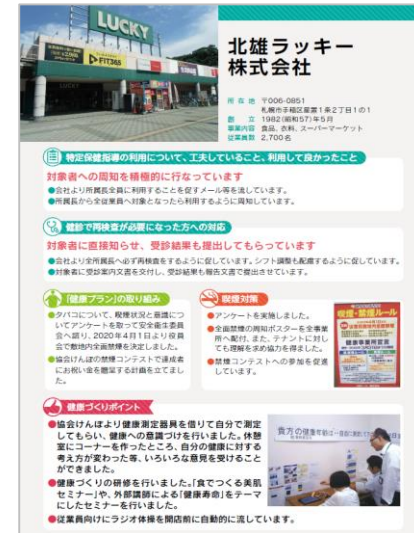 LUCKY
LUCKY
FIT365
北雄ラッキー
株式会社
所在地 〒006-0851
札幌市手稲区星置1条2丁目1の1
創立 1982(昭和57)年5月
事業内容 食品、衣料、スーパーマーケット
従業員数 2,700名
特定保健指導の利用について、工夫していること、利用して良かったこと
対象者への周知を積極的に行なっています
●会社より所属長全員に利用することを促すメール等を流しています。
●所属長から全従業員へ対象となったら利用するように周知しています。
健診で再検査が必要になった方への対応
対象者に直接知らせ、受診結果も提出してもらっています
●会社より全所属長へ必ず再検査をするように促しています。シフト調整も配慮するように促しています。
●対象者に受診案内文書を交付し、受診結果も報告文書で提出させています。
「健康プラン」の取り組み
●タバコについて、喫煙状況と意識につ
いてアンケートを取って安全衛生委員
会へ諮り、2020年4月1日より役員
会で敷地内全面禁煙を決定しました。
●協会けんぽの禁煙コンテストで達成者
にお祝い金を贈呈する計画を立てまし
た。
喫煙対策
●アンケートを実施しました。
●全面禁煙の周知ポスターを全事業
所へ配付、また、テナントに対し
ても理解を求め協力を得ました。
●禁煙コンテストへの参加を促進
しています。
喫煙・禁煙ルール
健康事業所宣言
健康づくりポイント
●協会けんぽより健康測定器具を借りて自分で測定
してもらい、健康への意識づけを行いました。休憩
室にコーナーを作ったところ、自分の健康に対する
考え方が変わった等、いろいろな意見を受けること
ができました。
●健康づくりの研修を行いました。「食でつくる美肌
セミナー」や、外部講師による「健康寿命」をテーマ
にしたセミナーを行いました。
●従業員向けにラジオ体操を開店前に自動的に流しています。
貴方の健康年齢は